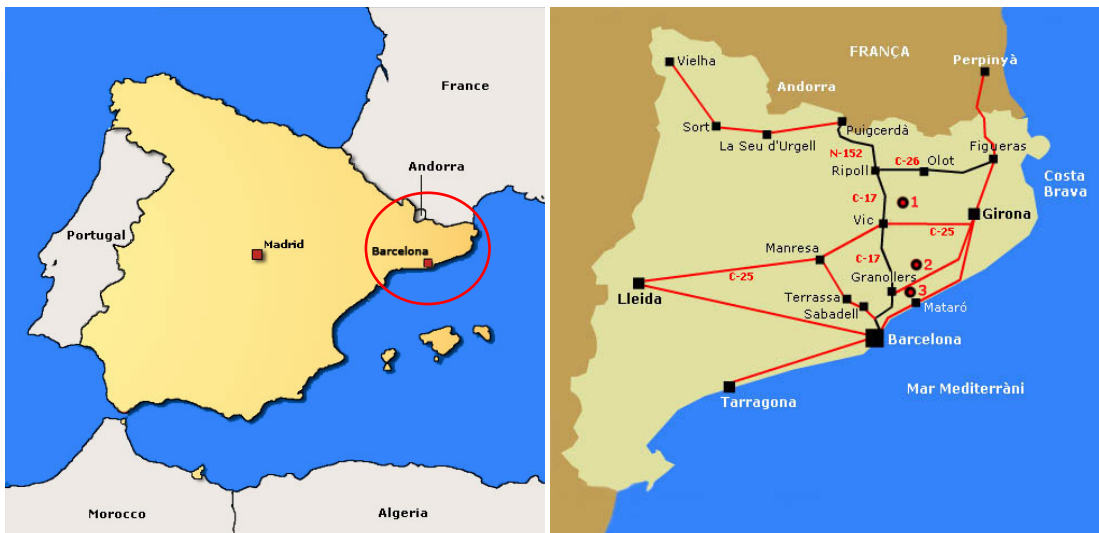 France
Andorra
Portugal
Madrid
Barcelona
Morocco
Algeria
FRANÇA
Perpinyà
Vielha
Andorra
Sort
Puigcerdà
La Seu d'Urgell
N-152
C-26
Olot
Figueras
Ripoll
Costa
Brava
C-17
1
Girona
Vic
C-25
Manresa
C-17
2
Granollers
C-25
3
Lleida
Terrassa
Mataró
Sabadell
Barcelona
Mar Mediterràni
Tarragona